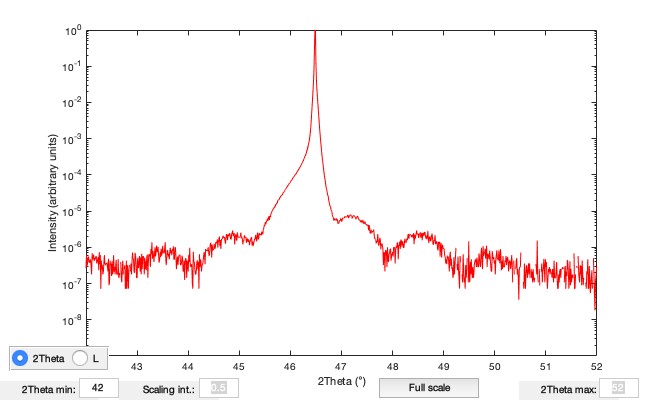 10^0
10^-1
10^-2
10^-3
10^-4
10^-5
10^-6
10^-7
10^-8
Intensity (arbitrary units)
43 44 45 46 47 48 49 50 51 52
2Theta (°)
2Theta L
2Theta min: 42 Scaling int.: 0.5 Full scale 2Theta max: 52